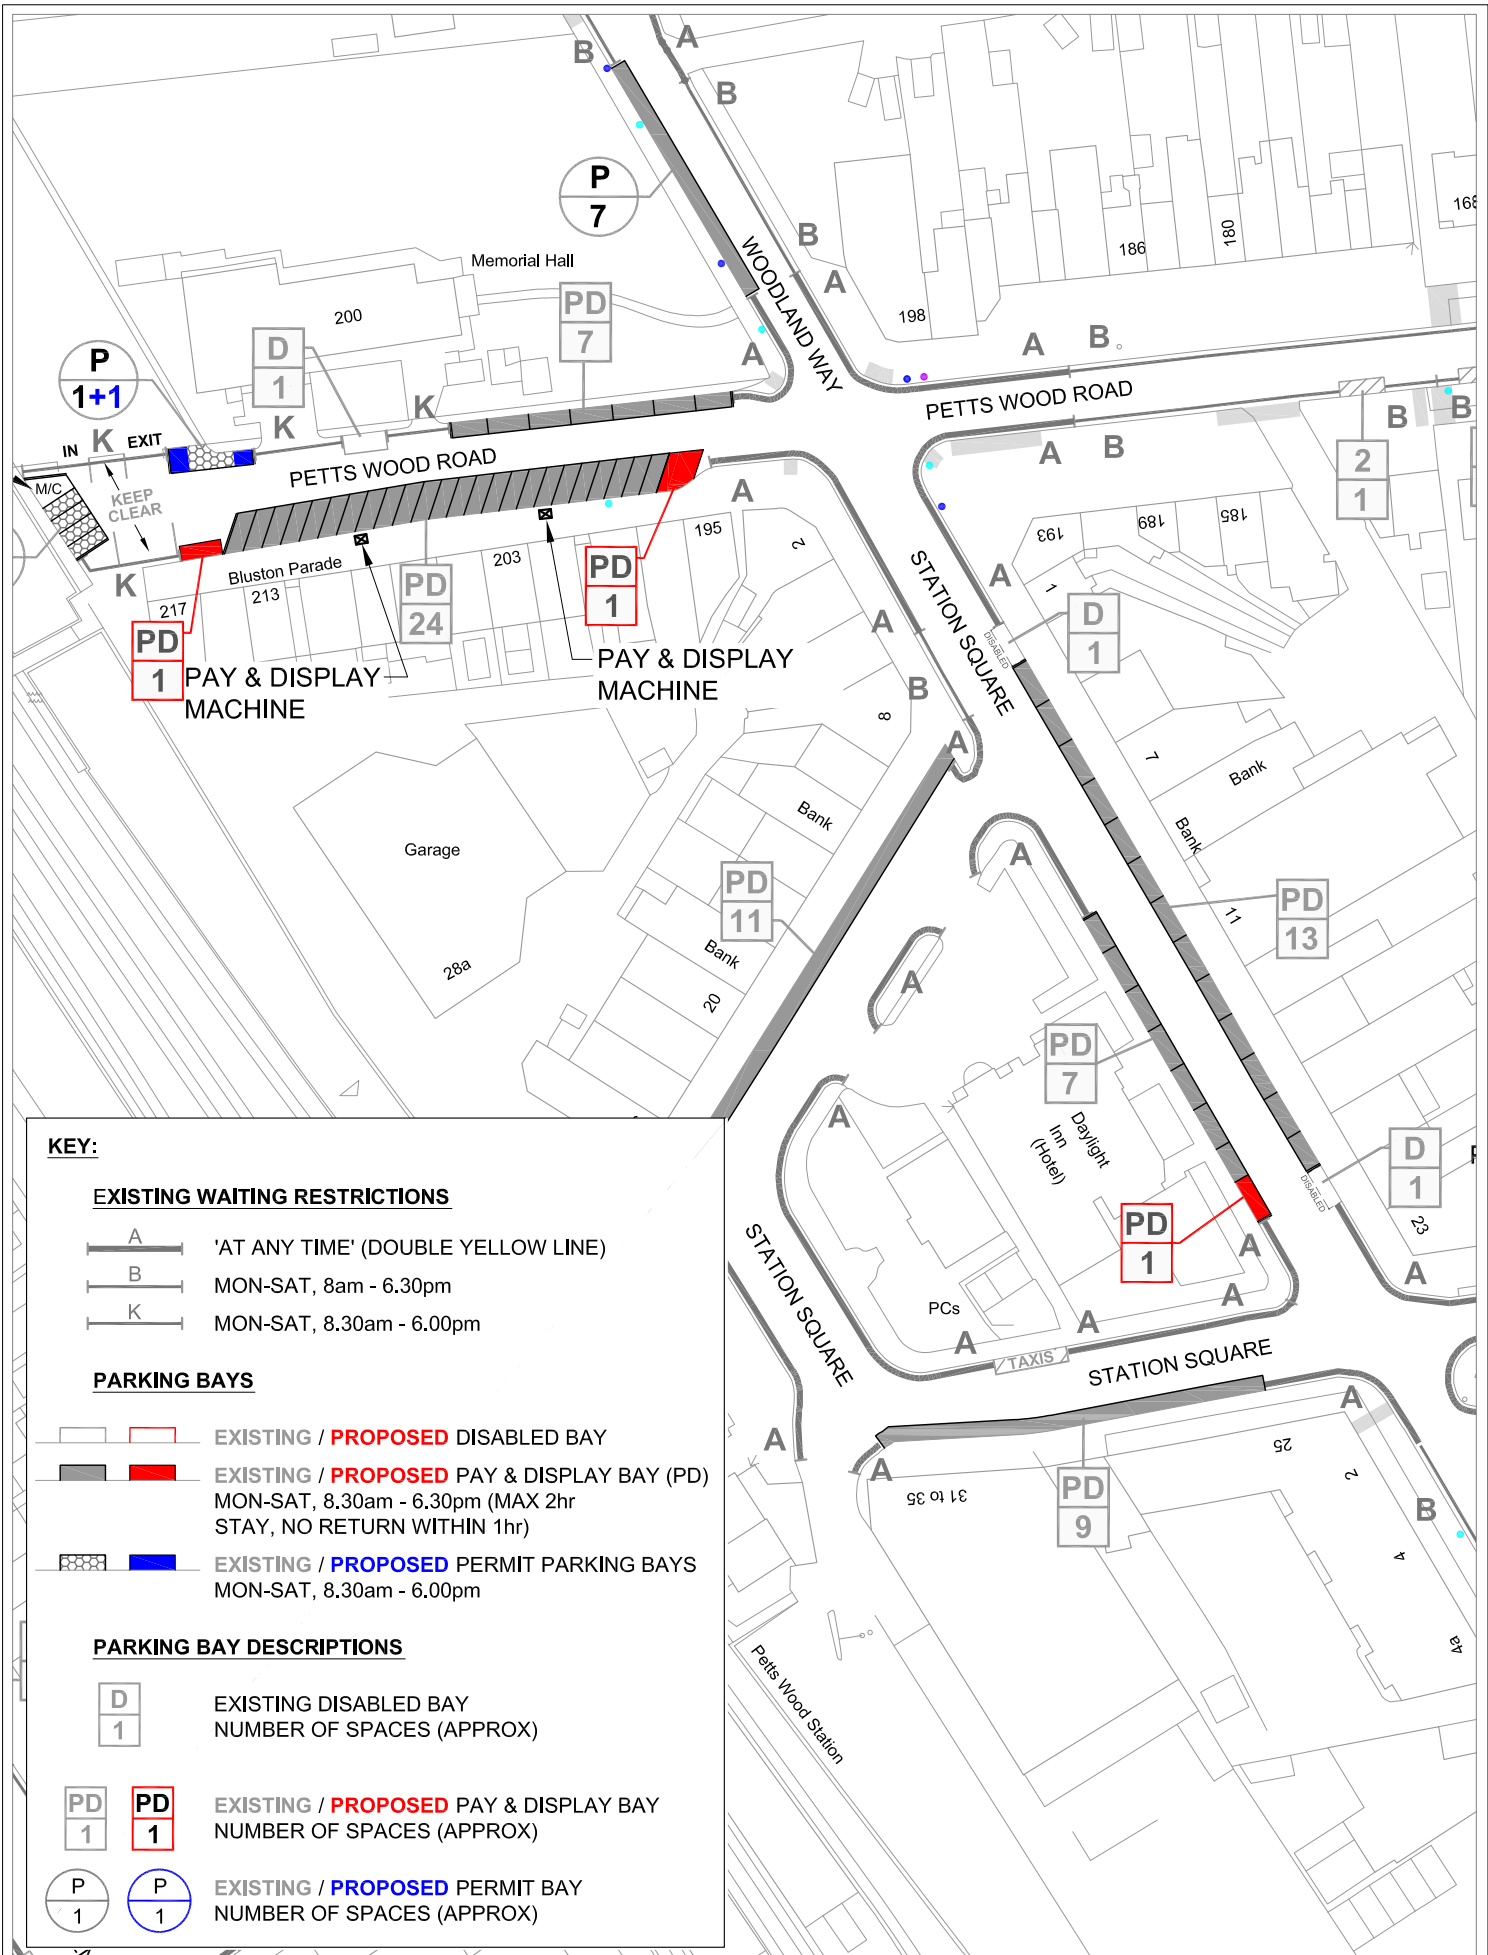 B
A
B
P
7
WOODLAND WAY
B
A
Memorial Hall
200
PD
7
D
1
P
1+1
A
198
186
180
A
B
PETTS WOOD ROAD
A
B
B
B
2
1
IN
K
EXIT
K
K
M/C
KEEP
CLEAR
K
PETTS WOOD ROAD
A
Bluston Parade
217
213
203
195
2
PD
24
PD
1
PD
1
PAY & DISPLAY
MACHINE
PAY & DISPLAY
MACHINE
193
189
185
A
1
STATION SQUARE
DISABLED
D
1
A
B
8
A
7
Bank
Bank
Bank
Garage
28a
PD
11
Bank
20
A
A
11
PD
13
PD
7
Daylight
Inn
(Hotel)
A
PD
1
DISABLED
D
1
23
A
A
A
STATION SQUARE
PCs
A
A
TAXIS
STATION SQUARE
A
A
A
31 to 35
25
2
PD
9
B
4
4a
Petts Wood Station
KEY:
EXISTING WAITING RESTRICTIONS
A
'AT ANY TIME' (DOUBLE YELLOW LINE)
B
MON-SAT, 8am - 6.30pm
K
MON-SAT, 8.30am - 6.00pm
PARKING BAYS
EXISTING / PROPOSED DISABLED BAY
EXISTING / PROPOSED PAY & DISPLAY BAY (PD)
MON-SAT, 8.30am - 6.30pm (MAX 2hr
STAY, NO RETURN WITHIN 1hr)
EXISTING / PROPOSED PERMIT PARKING BAYS
MON-SAT, 8.30am - 6.00pm
PARKING BAY DESCRIPTIONS
D
1
EXISTING DISABLED BAY
NUMBER OF SPACES (APPROX)
PD
1
PD
1
EXISTING / PROPOSED PAY & DISPLAY BAY
NUMBER OF SPACES (APPROX)
P
1
P
1
EXISTING / PROPOSED PERMIT BAY
NUMBER OF SPACES (APPROX)